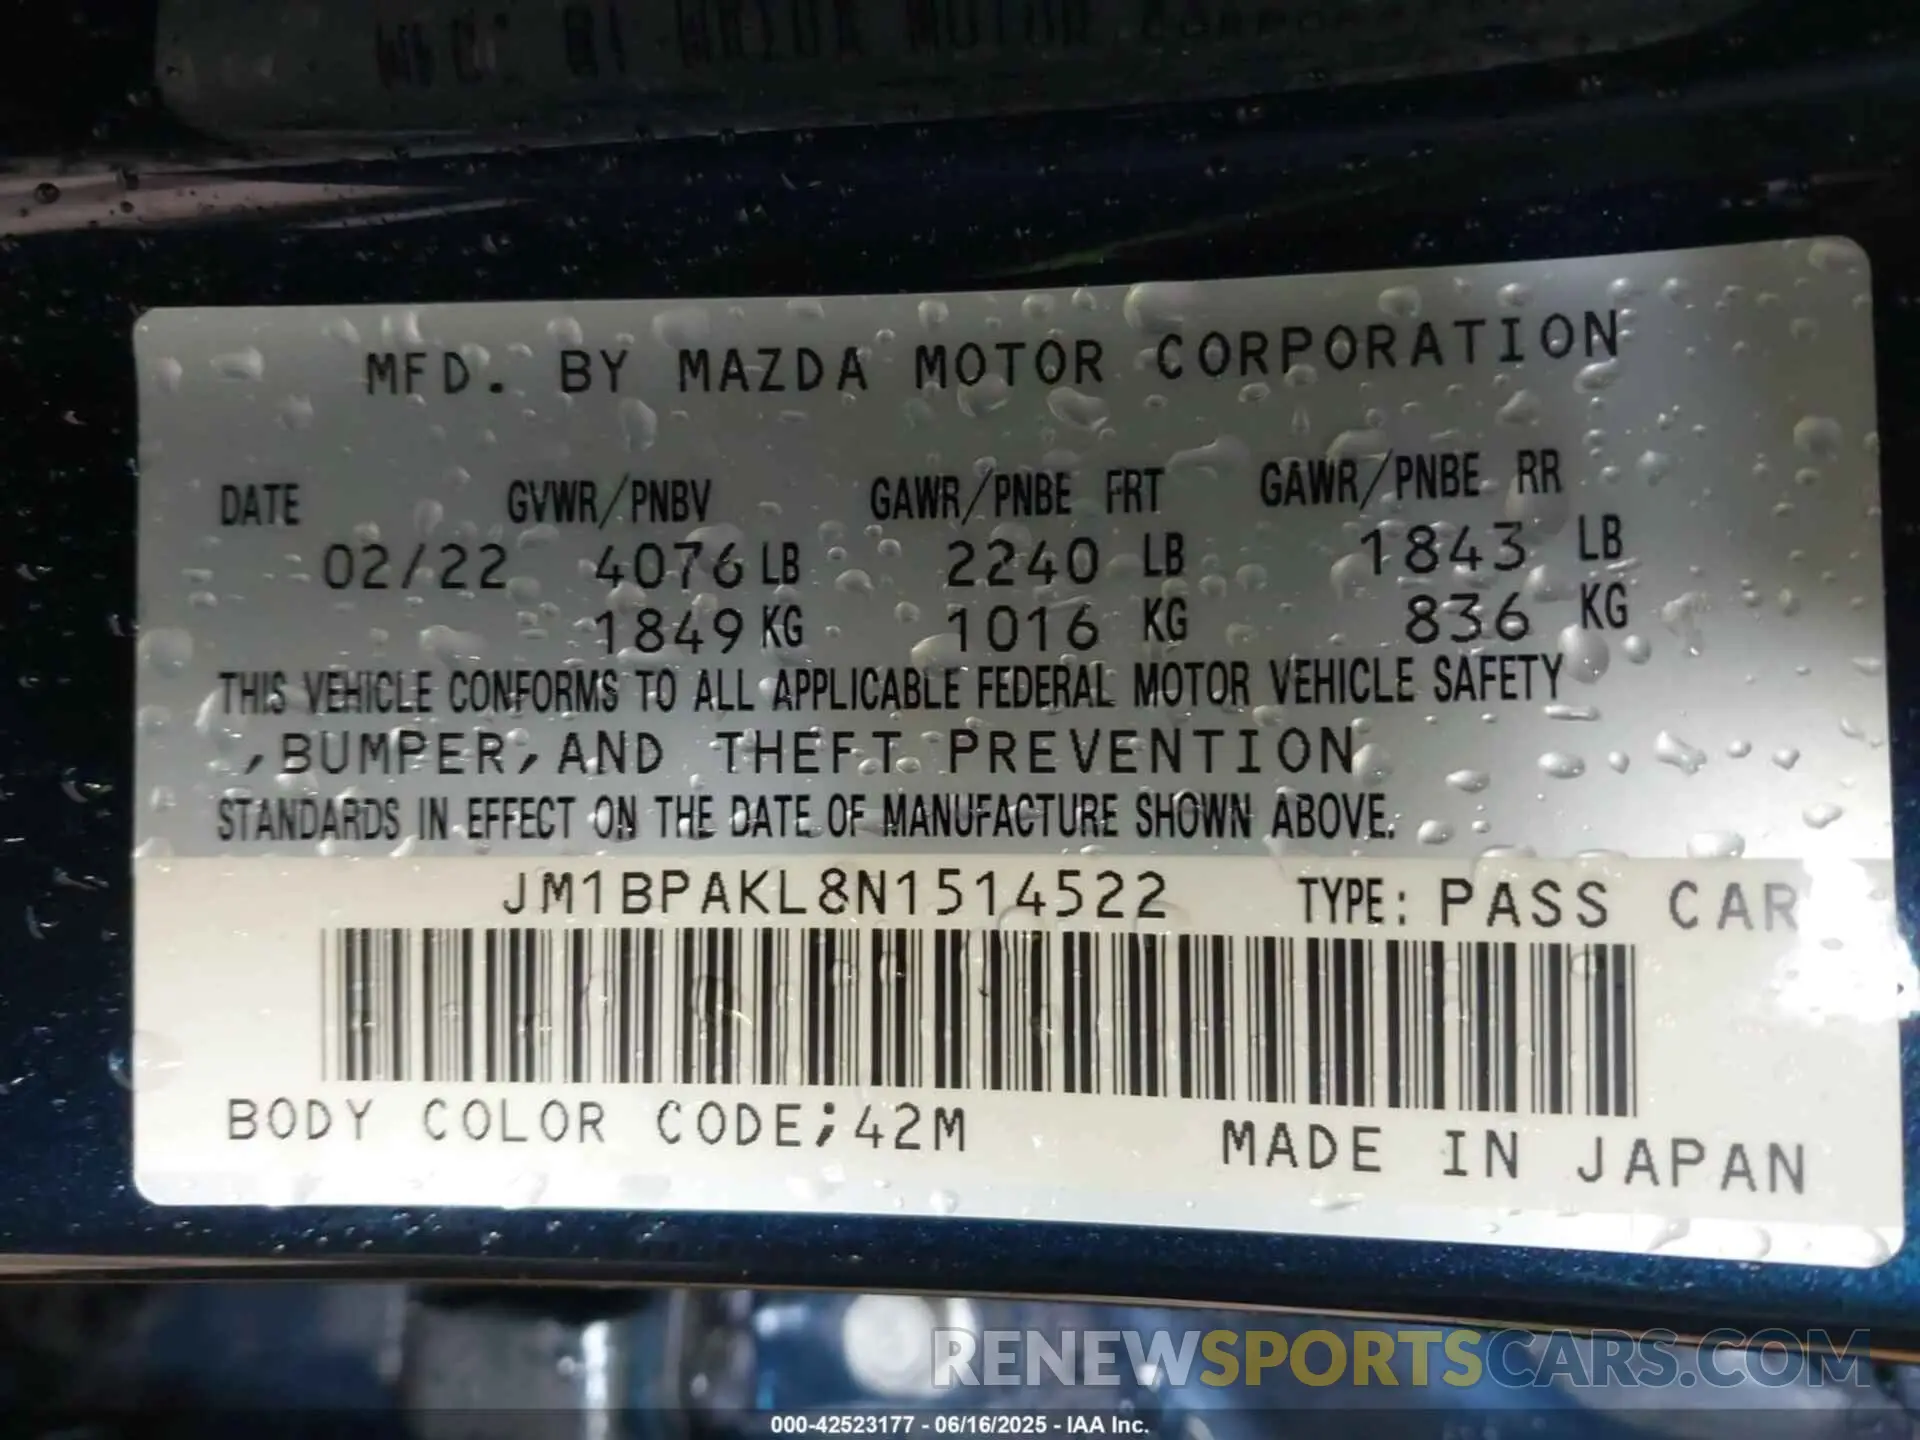 MFD. BY MAZDA MOTOR CORPORATION
DATE GVWR/PNBV GAWR/PNBE FRT GAWR/PNBE RR
02/22 4076 LB 2240 LB 1843 LB
1849 KG 1016 KG 836 KG
THIS VEHICLE CONFORMS TO ALL APPLICABLE FEDERAL MOTOR VEHICLE SAFETY
,BUMPER,AND THEFT PREVENTION
STANDARDS IN EFFECT ON THE DATE OF MANUFACTURE SHOWN ABOVE.
JM1BPAKL8N1514522 TYPE: PASS CAR
BODY COLOR CODE;42M MADE IN JAPAN
RENEWSPORTSCARS.COM
000-42523177 - 06/16/2025 - IAA Inc.